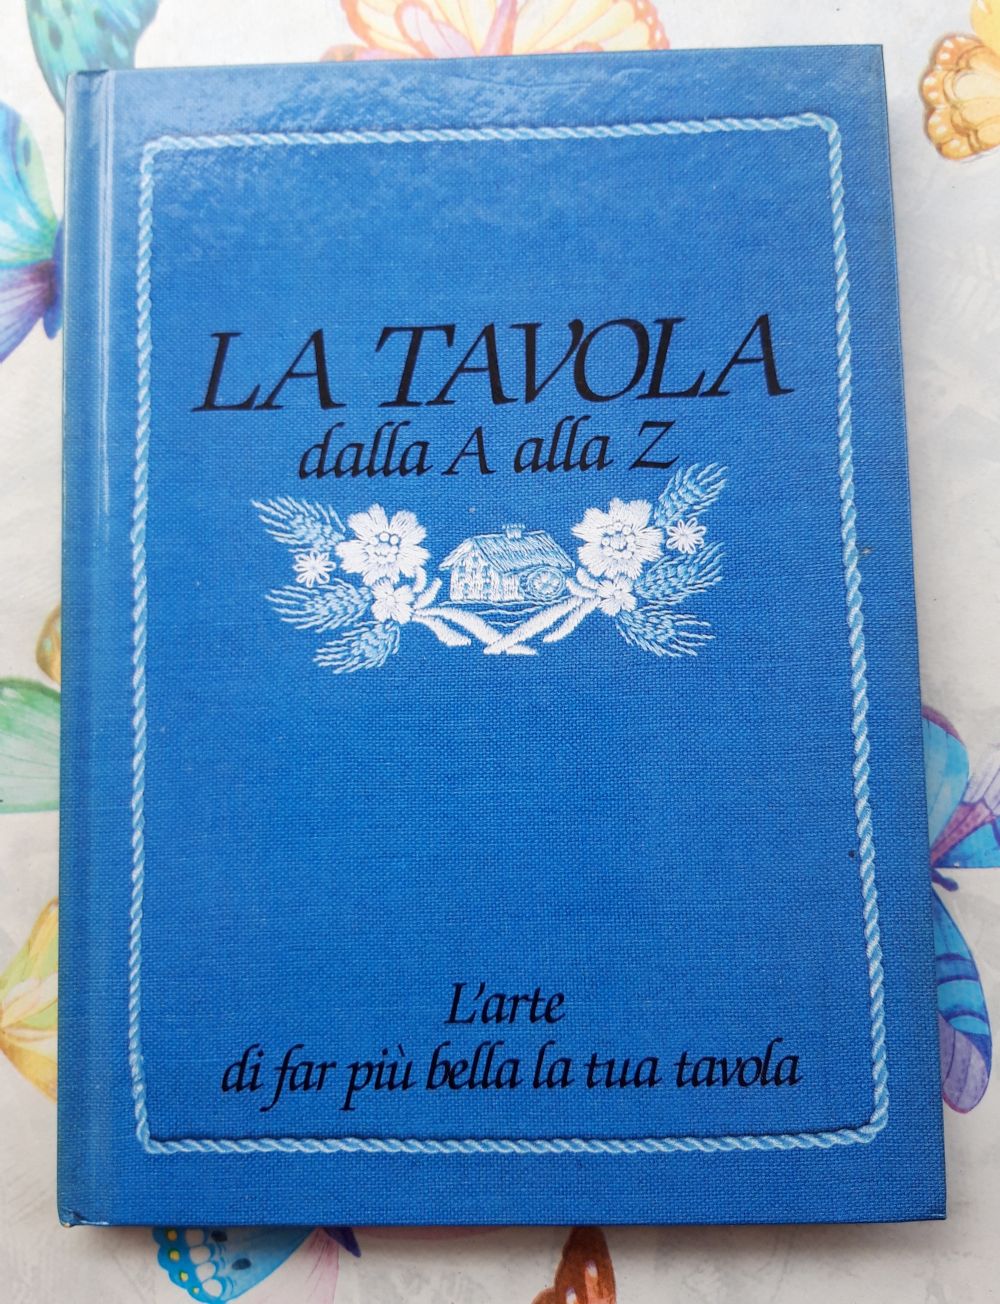 LA TAVOLA
dalla A alla Z
L'arte
di far più bella la tua tavola